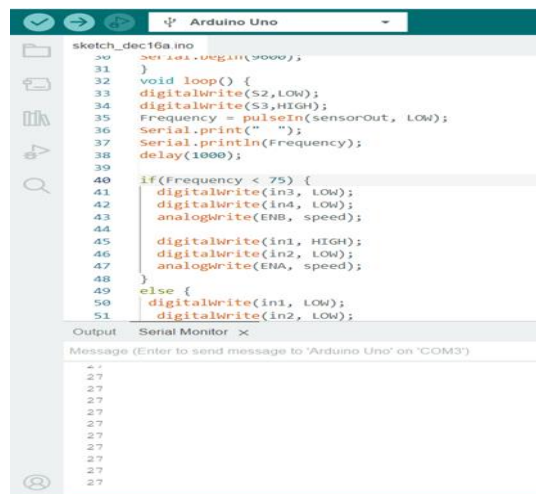 Arduino Uno
sketch_dec16a.ino
30 Serial.begin(9600);
31 }
32 void loop() {
33 digitalWrite(S2,LOW);
34 digitalWrite(S3,HIGH);
35 Frequency = pulseIn(sensorOut, LOW);
36 Serial.print(" ");
37 Serial.println(Frequency);
38 delay(1000);
39
40 if(Frequency < 75) {
41 digitalWrite(in3, LOW);
42 digitalWrite(in4, LOW);
43 analogWrite(ENB, speed);
44
45 digitalWrite(in1, HIGH);
46 digitalWrite(in2, LOW);
47 analogWrite(ENA, speed);
48 }
49 else {
50 digitalWrite(in1, LOW);
51 digitalWrite(in2, LOW);
Output Serial Monitor ×
Message (Enter to send message to 'Arduino Uno' on 'COM3')
27
27
27
27
27
27
27
27
27
27
27